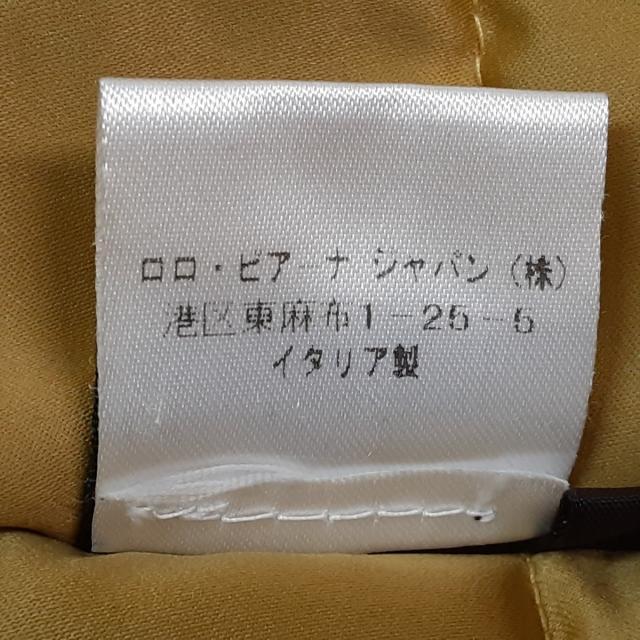 ロロ・ピアーナ ジャパン (株)
港区東麻布1-25-5
イタリア製